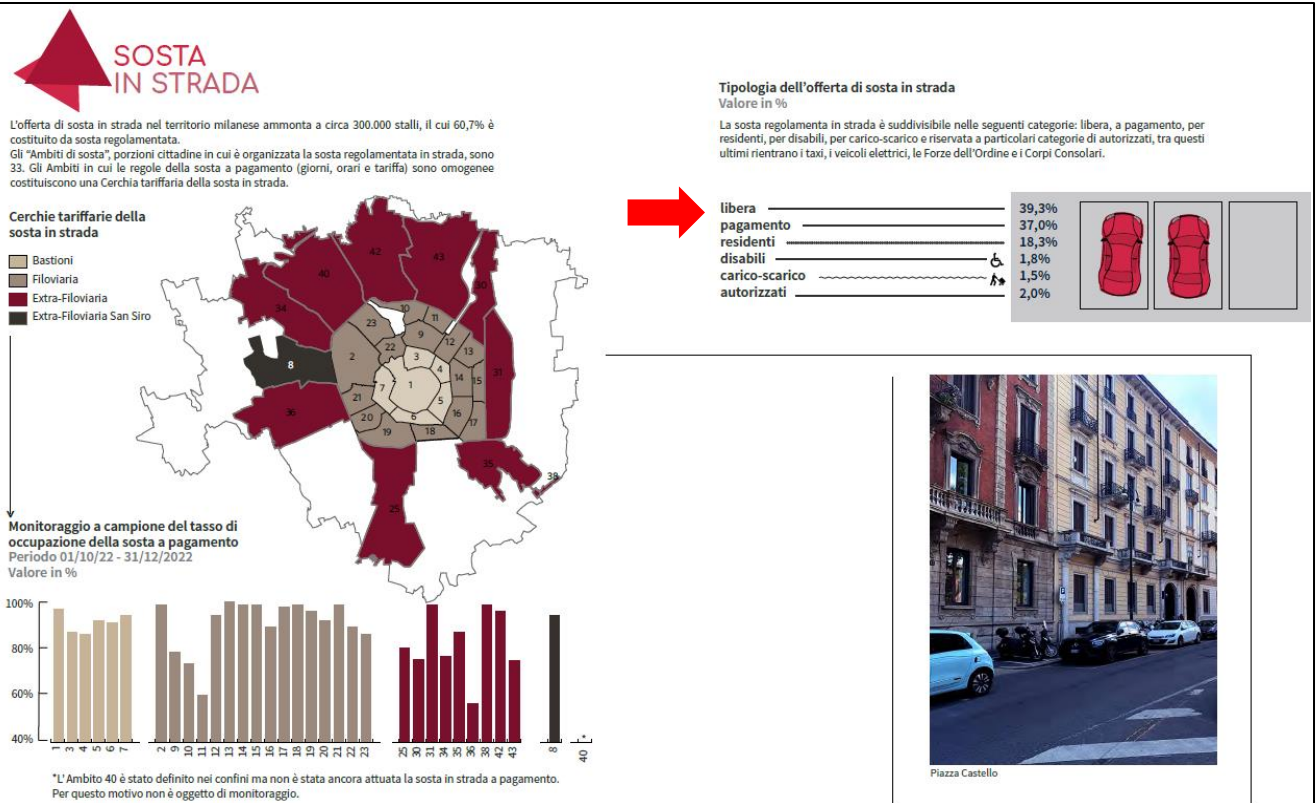 SOSTA
IN STRADA
L'offerta di sosta in strada nel territorio milanese ammonta a circa 300.000 stalli, il cui 60,7% è
costituito da sosta regolamentata.
Gli "Ambiti di sosta", porzioni cittadine in cui è organizzata la sosta regolamentata in strada, sono
33. Gli Ambiti in cui le regole della sosta a pagamento (giorni, orari e tariffa) sono omogenee
costituiscono una Cerchia tariffaria della sosta in strada.
Cerchie tariffarie della
sosta in strada
Bastioni
Filoviaria
Extra-Filoviaria
Extra-Filoviaria San Siro
42
43
40
30
34
10
11
23
9
12
22
13
3
2
4
8
31
14
15
1
7
5
21
36
16
6
20
17
18
19
35
38
25
Monitoraggio a campione del tasso di
occupazione della sosta a pagamento
Periodo 01/10/22 - 31/12/2022
Valore in %
100%
80%
60%
40%
1 3 4 5 6 7 2 9 10 11 12 13 14 15 16 17 18 19 20 21 22 23 25 30 31 34 35 36 38 42 43 8 40 *
*L'Ambito 40 è stato definito nei confini ma non è stata ancora attuata la sosta in strada a pagamento.
Per questo motivo non è oggetto di monitoraggio.
Tipologia dell'offerta di sosta in strada
Valore in %
La sosta regolamenta in strada è suddivisibile nelle seguenti categorie: libera, a pagamento, per
residenti, per disabili, per carico-scarico e riservata a particolari categorie di autorizzati, tra questi
ultimi rientrano i taxi, i veicoli elettrici, le Forze dell'Ordine e i Corpi Consolari.
libera 39,3%
pagamento 37,0%
residenti 18,3%
disabili 1,8%
carico-scarico 1,5%
autorizzati 2,0%
Piazza Castello